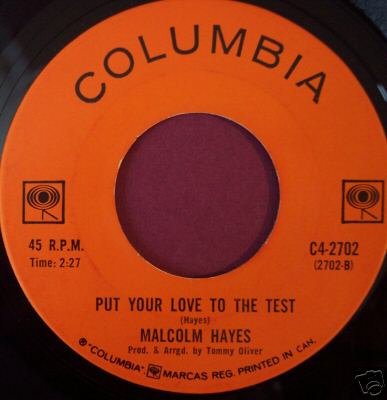 COLUMBIA
45 R.P.M.
Time: 2:27
C4-2702
(2702-B)
PUT YOUR LOVE TO THE TEST
(Hayes)
MALCOLM HAYES
Prod. & Arrgd. by Tommy Oliver
® "COLUMBIA", MARCAS REG. PRINTED IN CAN.